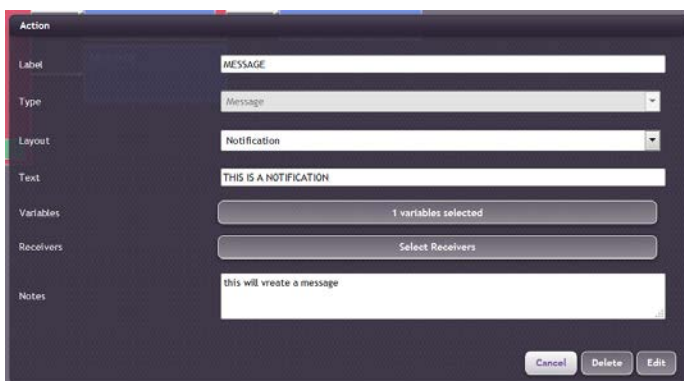 Action
Label MESSAGE
Type Message
Layout Notification
Text THIS IS A NOTIFICATION
Variables 1 variables selected
Receivers Select Receivers
Notes this will vreate a message
Cancel Delete Edit